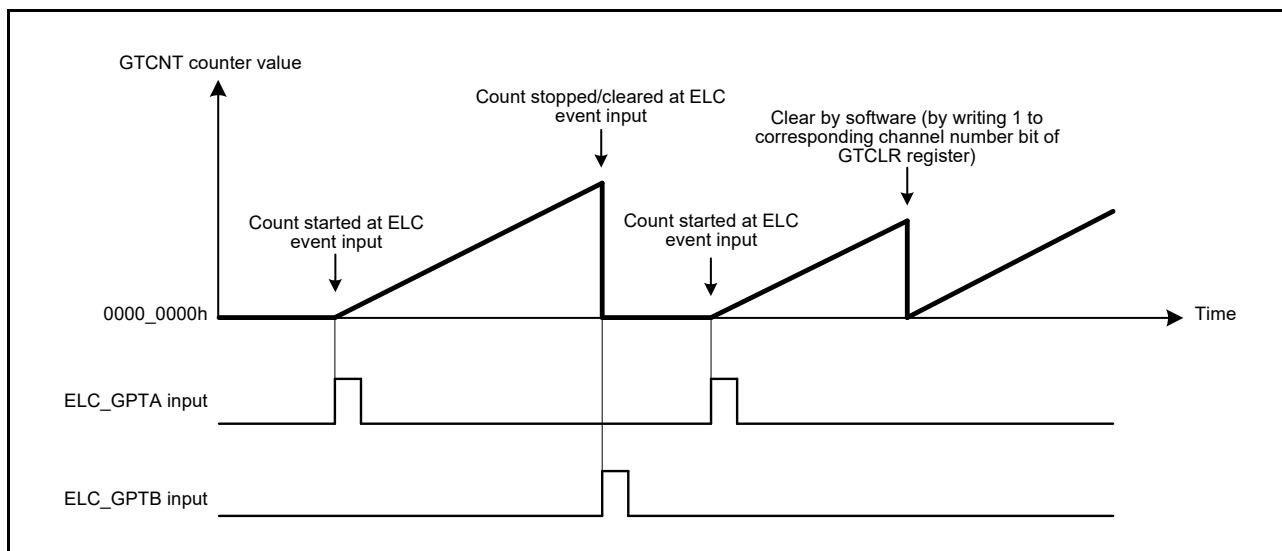 GTCNT counter value
Count stopped/cleared at ELC
event input
Clear by software (by writing 1 to
corresponding channel number bit of
GTCLR register)
Count started at ELC
event input
Count started at ELC
event input
0000_0000h
Time
ELC_GPTA input
ELC_GPTB input